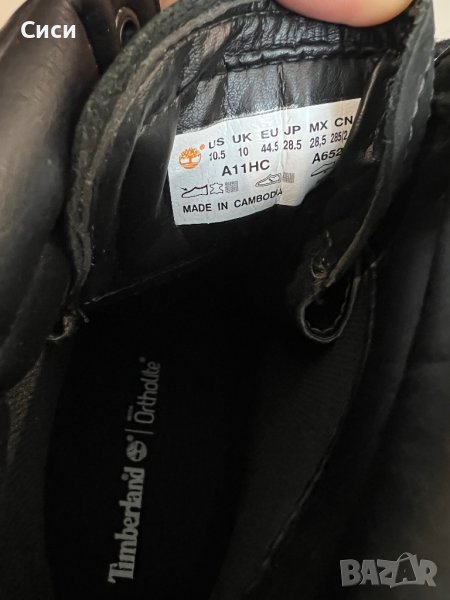 Сиси
US UK EU JP MX CN
10.5 10 44.5 28.5 28,5 285(2
A11HC A652
MADE IN CAMBODIA
Timberland | Ortholite
BAZAR